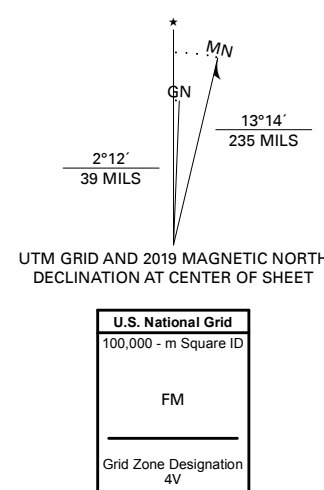 ★
MN
GN
13°14´
235 MILS
2°12´
39 MILS
UTM GRID AND 2019 MAGNETIC NORTH
DECLINATION AT CENTER OF SHEET
U.S. National Grid
100,000 - m Square ID
FM
Grid Zone Designation
4V